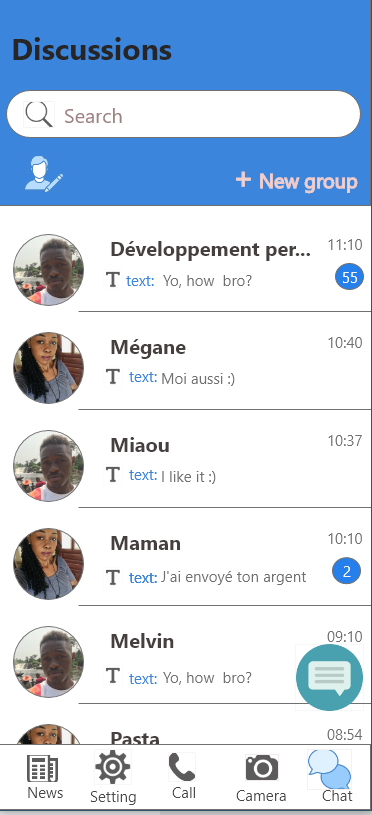 Discussions
Search
+ New group
Développement per... 11:10
T text: Yo, how bro? 55
Mégane 10:40
T text: Moi aussi :)
Miaou 10:37
T text: I like it :)
Maman 10:10
T text: J'ai envoyé ton argent 2
Melvin 09:10
T text: Yo, how bro?
Pasta 08:54
News Setting Call Camera Chat